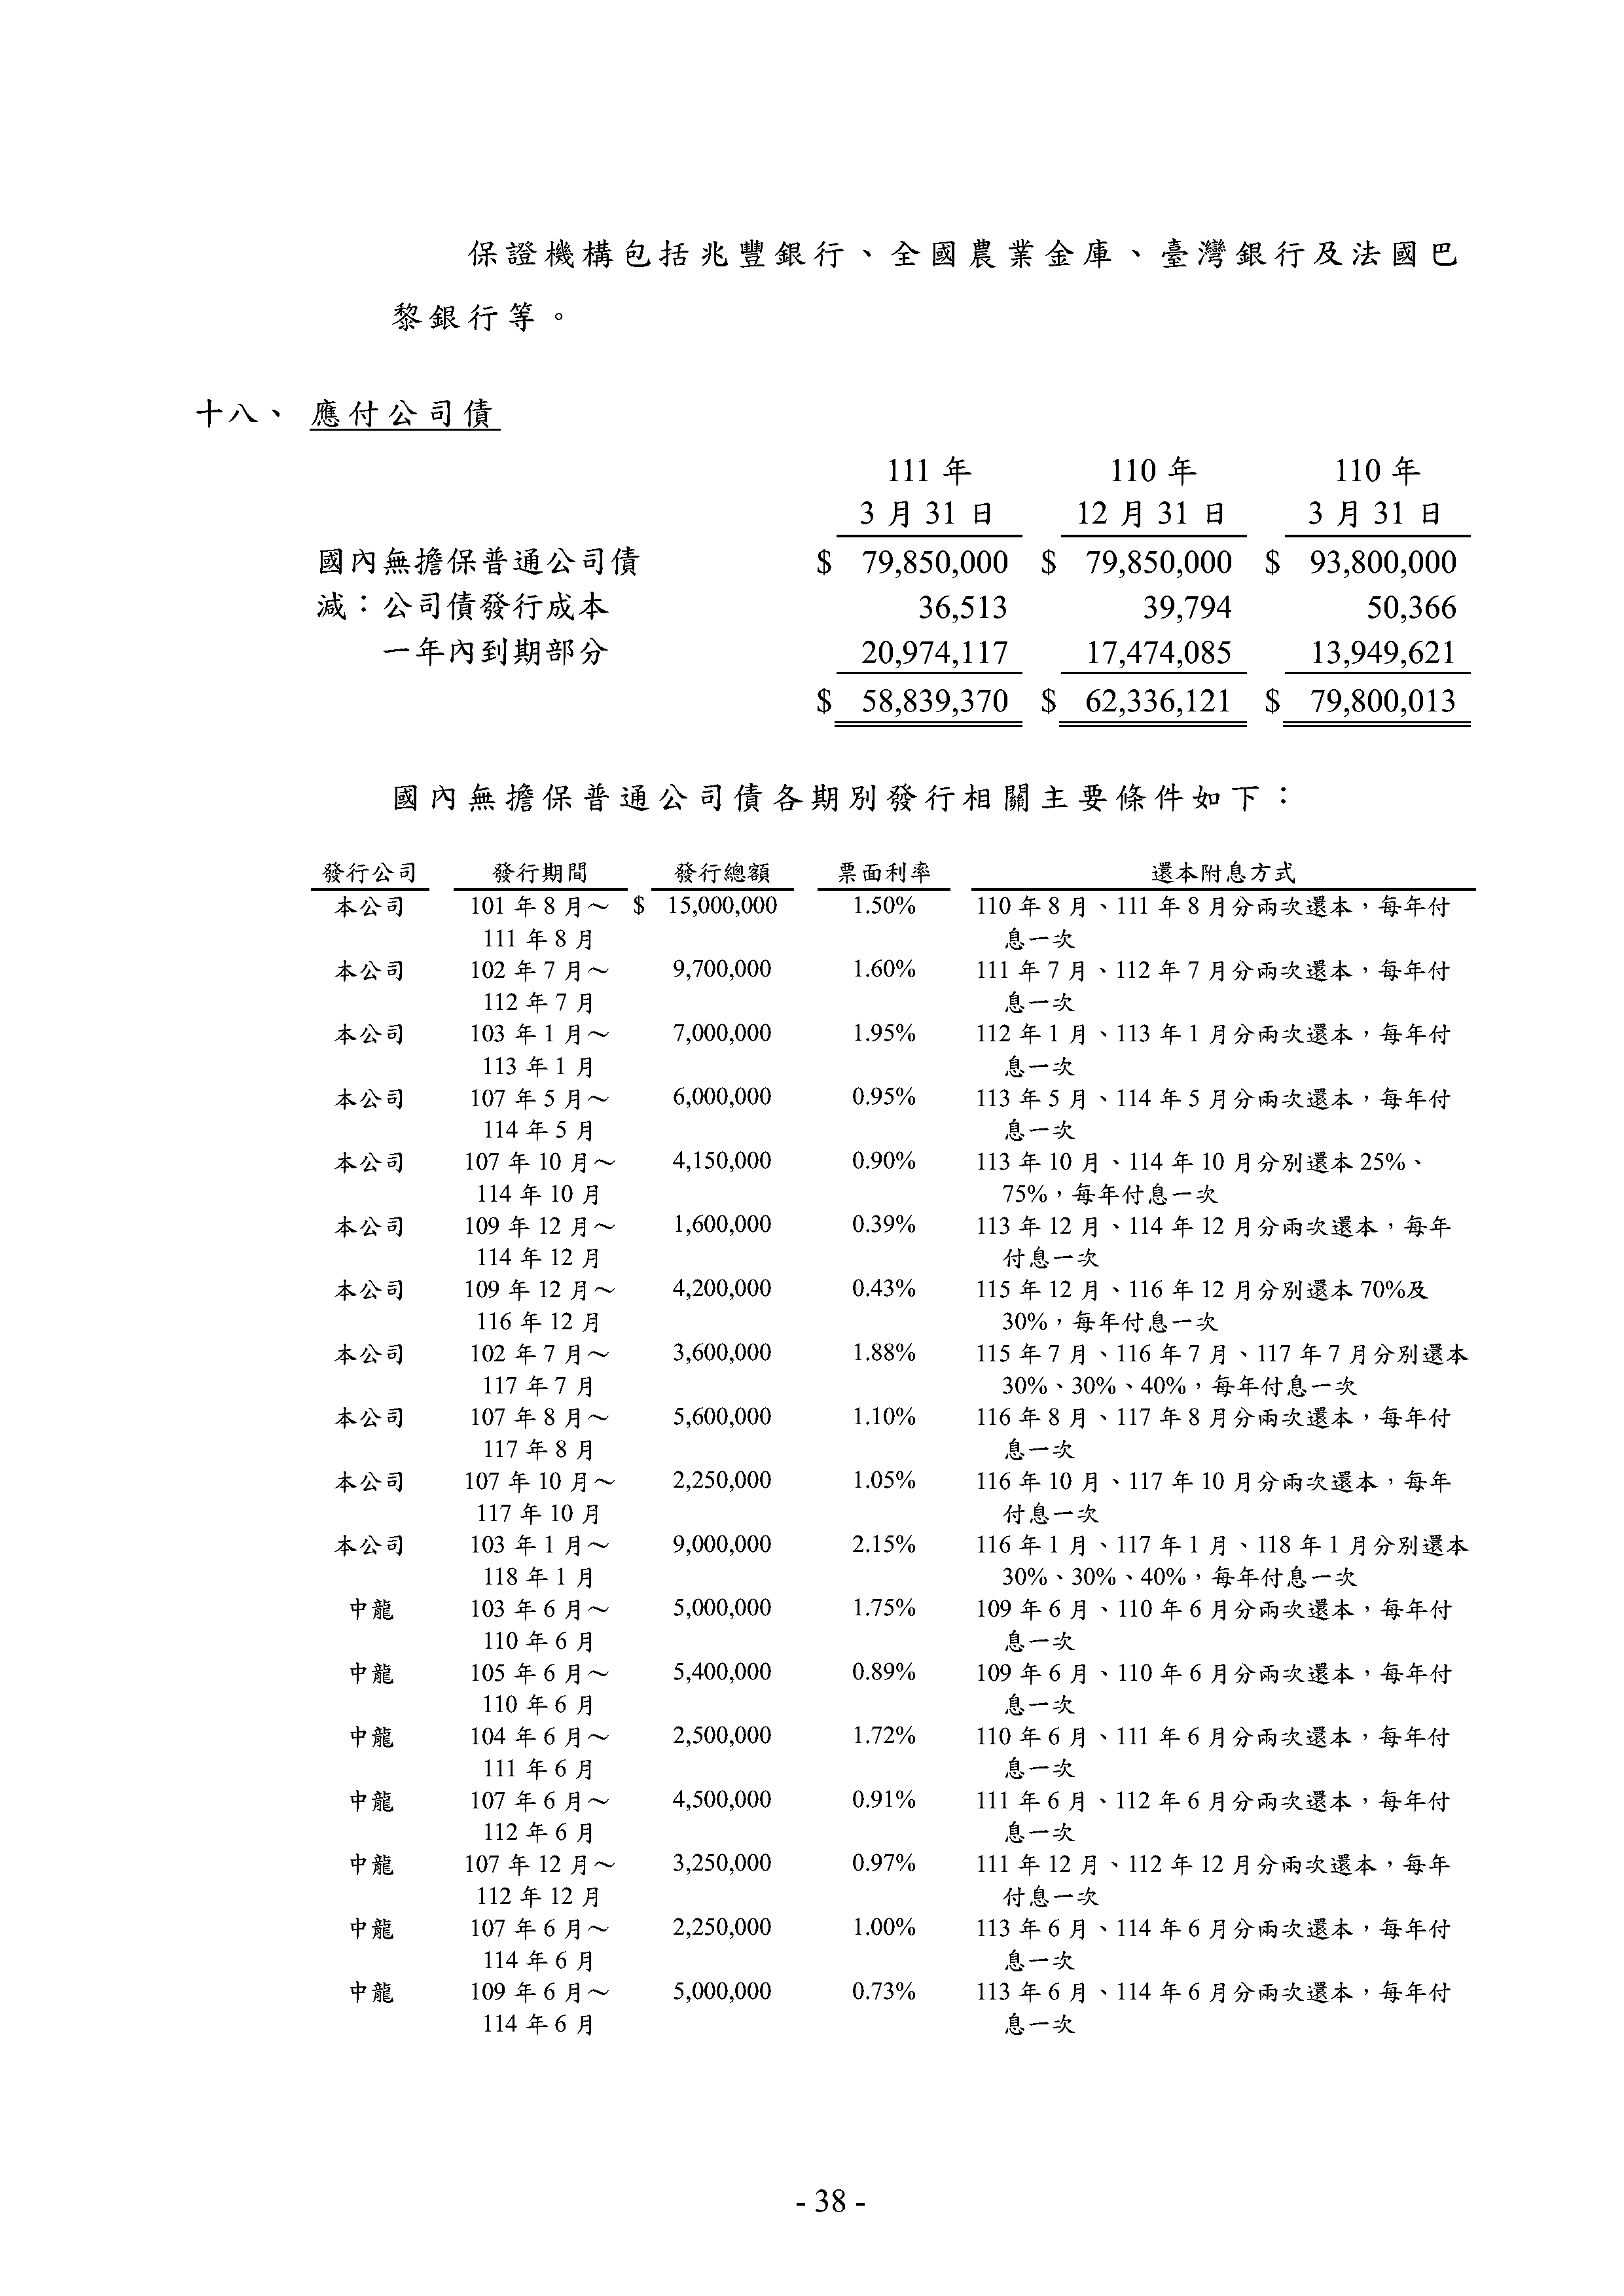 保證機構包括兆豐銀行、全國農業金庫、臺灣銀行及法國巴
黎銀行等。
十八、 應付公司債
111 年 110 年 110 年
3 月 31 日 12 月 31 日 3 月 31 日
國內無擔保普通公司債 $ 79,850,000 $ 79,850,000 $ 93,800,000
減：公司債發行成本 36,513 39,794 50,366
一年內到期部分 20,974,117 17,474,085 13,949,621
$ 58,839,370 $ 62,336,121 $ 79,800,013
國內無擔保普通公司債各期別發行相關主要條件如下：
發行公司 發行期間 發行總額 票面利率 還本附息方式
本公司 101 年 8 月～ $ 15,000,000 1.50% 110 年 8 月、111 年 8 月分兩次還本，每年付
111 年 8 月 息一次
本公司 102 年 7 月～ 9,700,000 1.60% 111 年 7 月、112 年 7 月分兩次還本，每年付
112 年 7 月 息一次
本公司 103 年 1 月～ 7,000,000 1.95% 112 年 1 月、113 年 1 月分兩次還本，每年付
113 年 1 月 息一次
本公司 107 年 5 月～ 6,000,000 0.95% 113 年 5 月、114 年 5 月分兩次還本，每年付
114 年 5 月 息一次
本公司 107 年 10 月～ 4,150,000 0.90% 113 年 10 月、114 年 10 月分別還本 25%、
114 年 10 月 75%，每年付息一次
本公司 109 年 12 月～ 1,600,000 0.39% 113 年 12 月、114 年 12 月分兩次還本，每年
114 年 12 月 付息一次
本公司 109 年 12 月～ 4,200,000 0.43% 115 年 12 月、116 年 12 月分別還本 70%及
116 年 12 月 30%，每年付息一次
本公司 102 年 7 月～ 3,600,000 1.88% 115 年 7 月、116 年 7 月、117 年 7 月分別還本
117 年 7 月 30%、30%、40%，每年付息一次
本公司 107 年 8 月～ 5,600,000 1.10% 116 年 8 月、117 年 8 月分兩次還本，每年付
117 年 8 月 息一次
本公司 107 年 10 月～ 2,250,000 1.05% 116 年 10 月、117 年 10 月分兩次還本，每年
117 年 10 月 付息一次
本公司 103 年 1 月～ 9,000,000 2.15% 116 年 1 月、117 年 1 月、118 年 1 月分別還本
118 年 1 月 30%、30%、40%，每年付息一次
中龍 103 年 6 月～ 5,000,000 1.75% 109 年 6 月、110 年 6 月分兩次還本，每年付
110 年 6 月 息一次
中龍 105 年 6 月～ 5,400,000 0.89% 109 年 6 月、110 年 6 月分兩次還本，每年付
110 年 6 月 息一次
中龍 104 年 6 月～ 2,500,000 1.72% 110 年 6 月、111 年 6 月分兩次還本，每年付
111 年 6 月 息一次
中龍 107 年 6 月～ 4,500,000 0.91% 111 年 6 月、112 年 6 月分兩次還本，每年付
112 年 6 月 息一次
中龍 107 年 12 月～ 3,250,000 0.97% 111 年 12 月、112 年 12 月分兩次還本，每年
112 年 12 月 付息一次
中龍 107 年 6 月～ 2,250,000 1.00% 113 年 6 月、114 年 6 月分兩次還本，每年付
114 年 6 月 息一次
中龍 109 年 6 月～ 5,000,000 0.73% 113 年 6 月、114 年 6 月分兩次還本，每年付
114 年 6 月 息一次
- 38 -